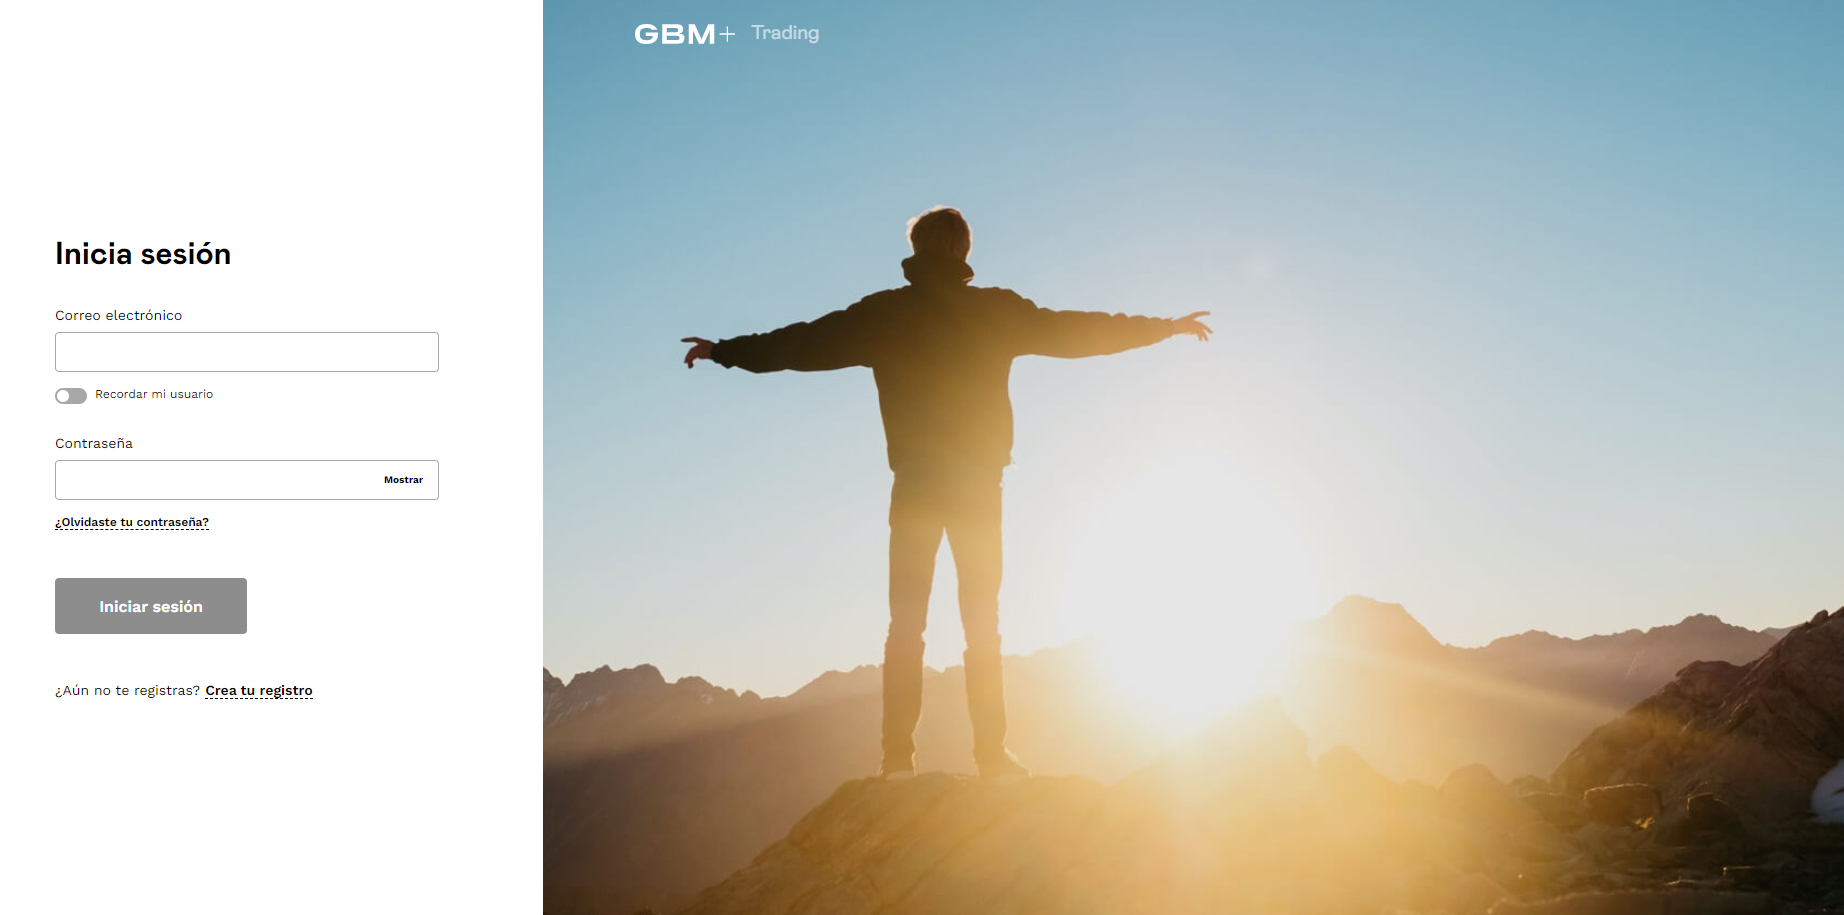 Inicia sesión
Correo electrónico
Recordar mi usuario
Contraseña
Mostrar
¿Olvidaste tu contraseña?
Iniciar sesión
¿Aún no te registras? Crea tu registro
GBM+ Trading